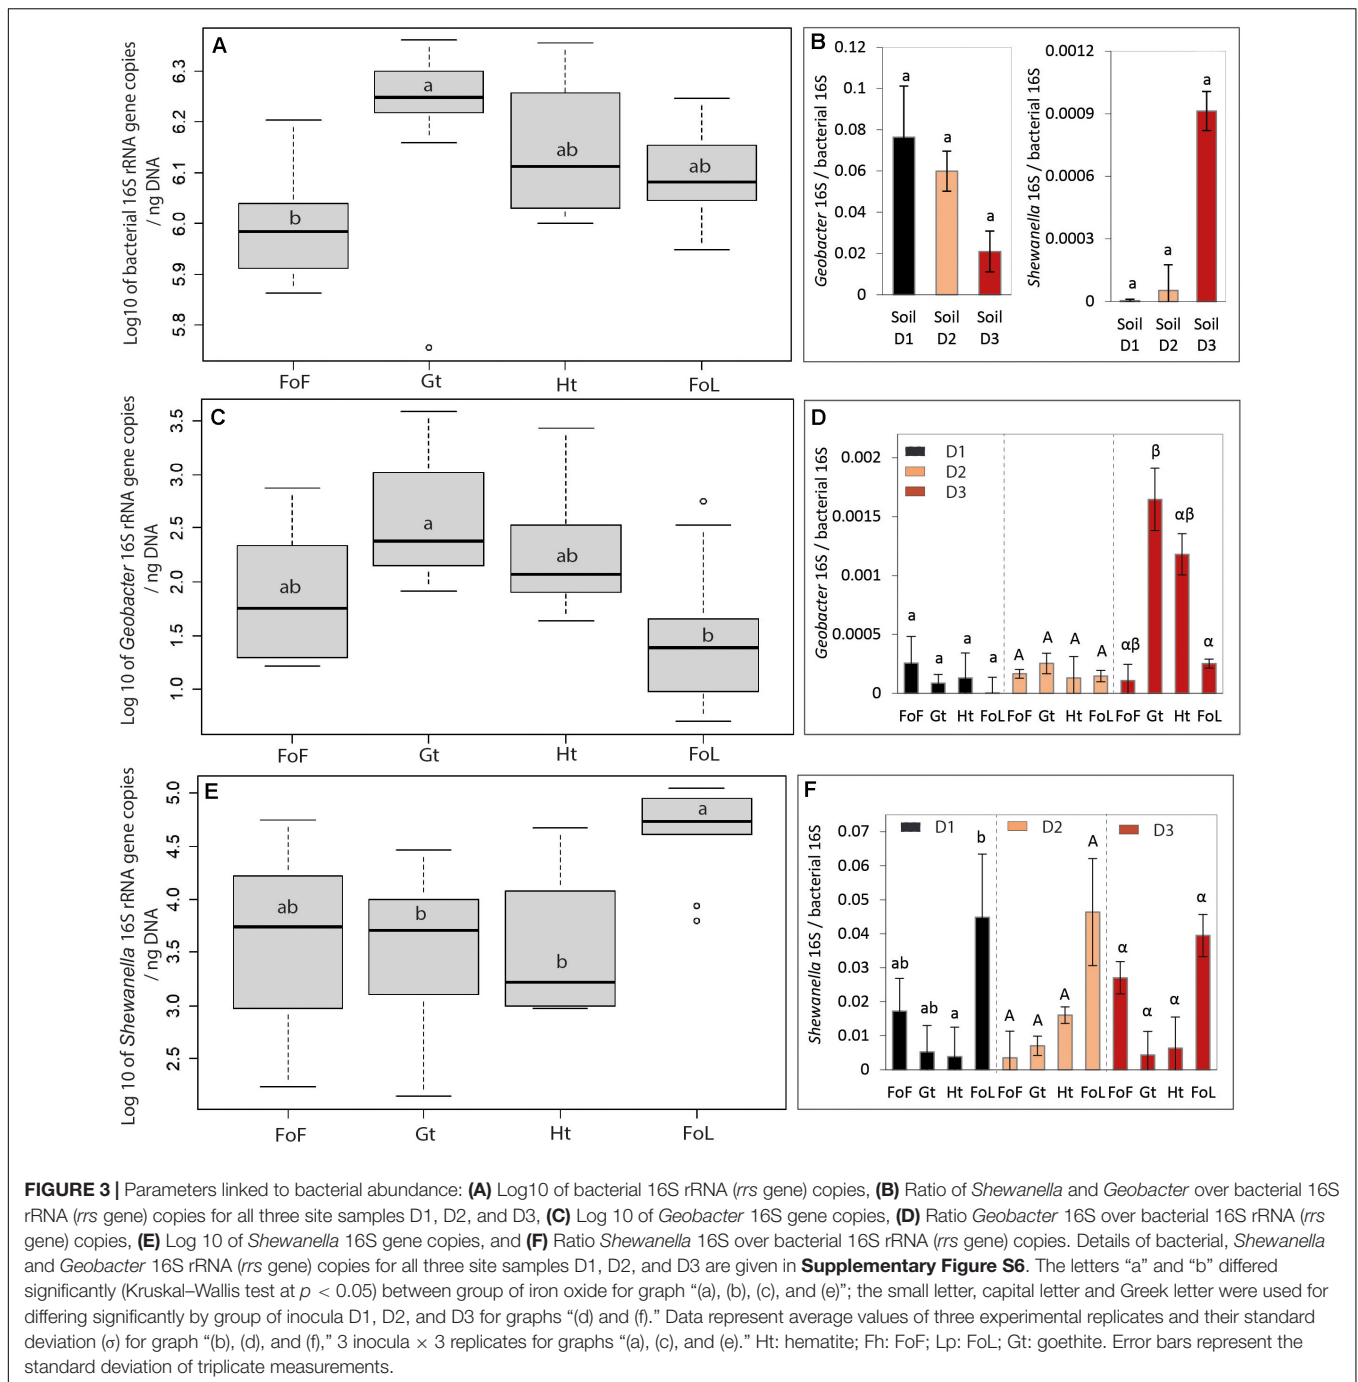 A
Log10 of bacterial 16S rRNA gene copies
/ ng DNA
6.3
6.2
6.1
6.0
5.9
5.8
b
a
ab
ab
FoF Gt Ht FoL
B
Geobacter 16S / bacterial 16S
0.12
0.1
0.08
0.06
0.04
0.02
0
a
a
a
Soil Soil Soil
D1 D2 D3
Shewanella 16S / bacterial 16S
0.0012
0.0009
0.0006
0.0003
0
a
a
a
Soil Soil Soil
D1 D2 D3
C
Log 10 of Geobacter 16S rRNA gene copies
/ ng DNA
3.5
3.0
2.5
2.0
1.5
1.0
ab
a
ab
b
FoF Gt Ht FoL
D
Geobacter 16S / bacterial 16S
0.002
0.0015
0.001
0.0005
0
D1
D2
D3
a a a a A A A A αβ β αβ α
FoF Gt Ht FoL FoF Gt Ht FoL FoF Gt Ht FoL
E
Log 10 of Shewanella 16S rRNA gene copies
/ ng DNA
5.0
4.5
4.0
3.5
3.0
2.5
ab
b
b
a
FoF Gt Ht FoL
F
Shewanella 16S / bacterial 16S
0.07
0.06
0.05
0.04
0.03
0.02
0.01
0
D1 D2 D3
ab ab a b A A A A α α α α
FoF Gt Ht FoL FoF Gt Ht FoL FoF Gt Ht FoL
FIGURE 3 | Parameters linked to bacterial abundance: (A) Log10 of bacterial 16S rRNA (rrs gene) copies, (B) Ratio of Shewanella and Geobacter over bacterial 16S
rRNA (rrs gene) copies for all three site samples D1, D2, and D3, (C) Log 10 of Geobacter 16S gene copies, (D) Ratio Geobacter 16S over bacterial 16S rRNA (rrs
gene) copies, (E) Log 10 of Shewanella 16S gene copies, and (F) Ratio Shewanella 16S over bacterial 16S rRNA (rrs gene) copies. Details of bacterial, Shewanella
and Geobacter 16S rRNA (rrs gene) copies for all three site samples D1, D2, and D3 are given in Supplementary Figure S6. The letters “a” and “b” differed
significantly (Kruskal–Wallis test at p < 0.05) between group of iron oxide for graph “(a), (b), (c), and (e)”; the small letter, capital letter and Greek letter were used for
differing significantly by group of inocula D1, D2, and D3 for graphs “(d) and (f).” Data represent average values of three experimental replicates and their standard
deviation (σ) for graph “(b), (d), and (f),” 3 inocula × 3 replicates for graphs “(a), (c), and (e).” Ht: hematite; Fh: FoF; Lp: FoL; Gt: goethite. Error bars represent the
standard deviation of triplicate measurements.